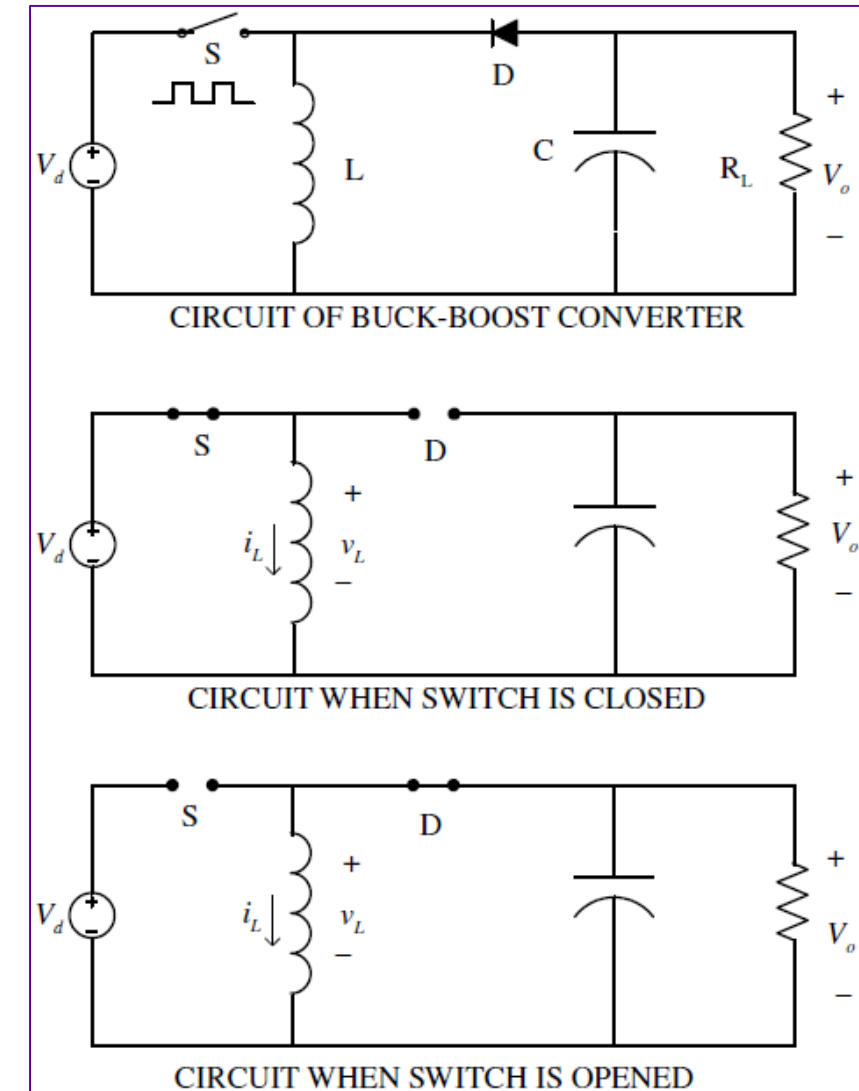 S
D
+
V_d
+
-
L
C
R_L
V_o
–
CIRCUIT OF BUCK-BOOST CONVERTER
S
D
+
+
V_d
+
-
i_L
v_L
V_o
–
–
CIRCUIT WHEN SWITCH IS CLOSED
S
D
+
+
V_d
+
-
i_L
v_L
V_o
–
–
CIRCUIT WHEN SWITCH IS OPENED